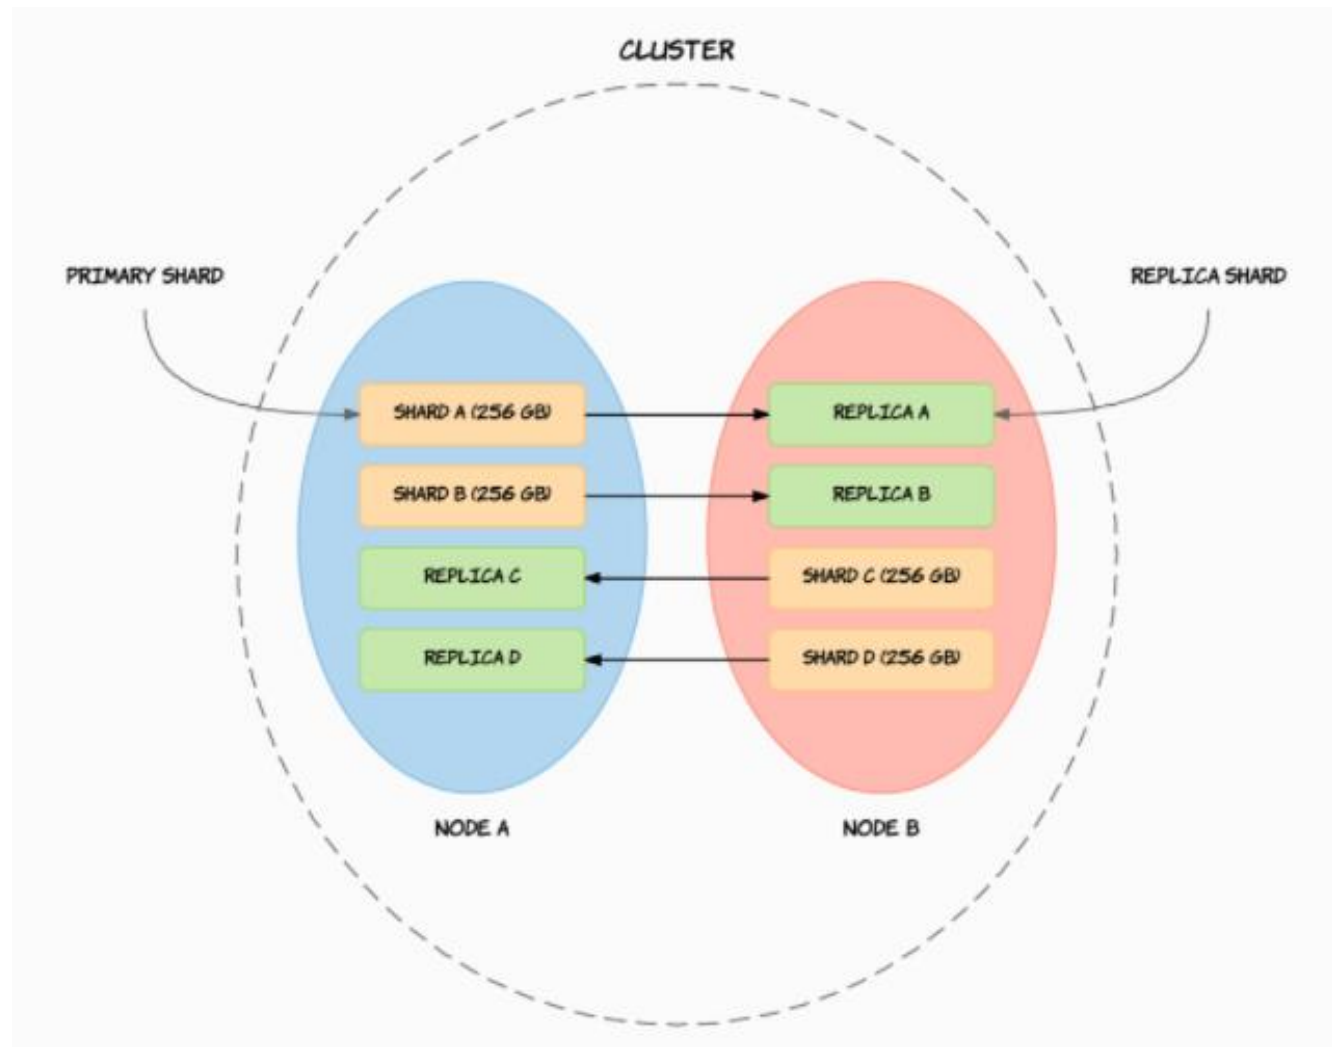 CLUSTER
PRIMARY SHARD
REPLICA SHARD
SHARD A (256 GB)
REPLICA A
SHARD B (256 GB)
REPLICA B
REPLICA C
SHARD C (256 GB)
REPLICA D
SHARD D (256 GB)
NODE A
NODE B